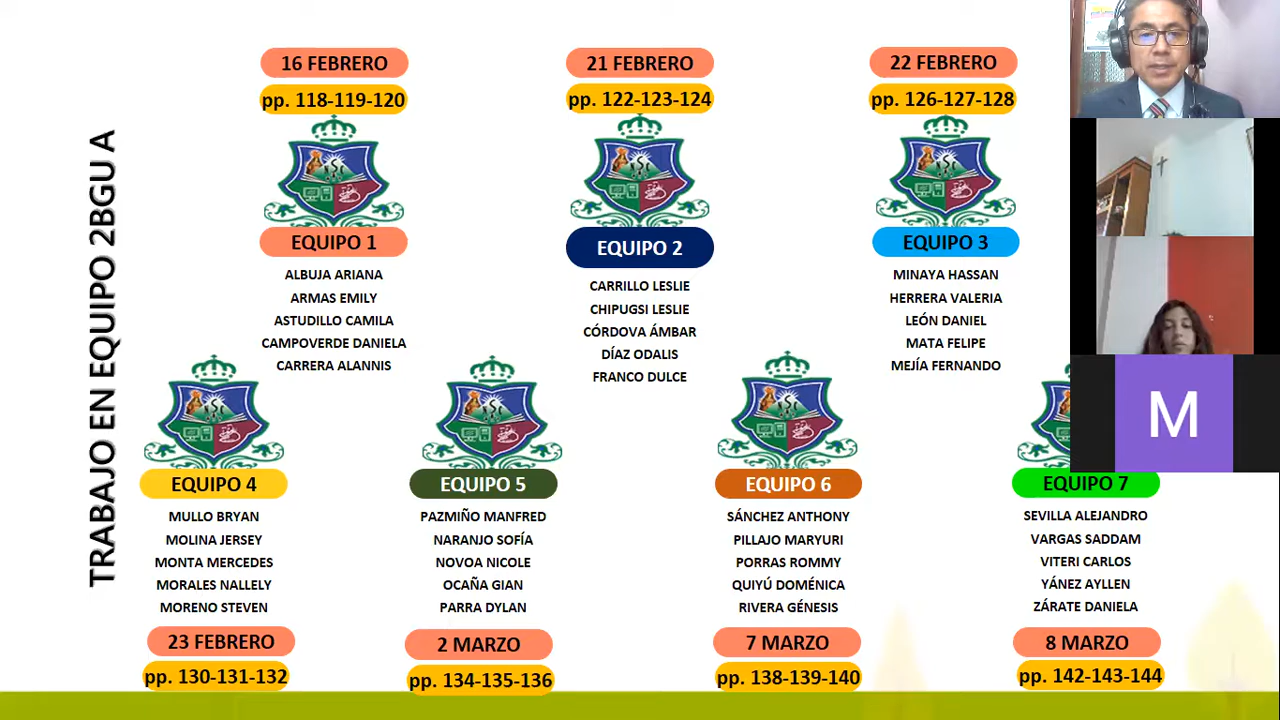 TRABAJO EN EQUIPO 2BGU A
16 FEBRERO
pp. 118-119-120
EQUIPO 1
ALBUJA ARIANA
ARMAS EMILY
ASTUDILLO CAMILA
CAMPOVERDE DANIELA
CARRERA ALANNIS
21 FEBRERO
pp. 122-123-124
EQUIPO 2
CARRILLO LESLIE
CHIPUGSI LESLIE
CÓRDOVA ÁMBAR
DÍAZ ODALIS
FRANCO DULCE
22 FEBRERO
pp. 126-127-128
EQUIPO 3
MINAYA HASSAN
HERRERA VALERIA
LEÓN DANIEL
MATA FELIPE
MEJÍA FERNANDO
EQUIPO 4
MULLO BRYAN
MOLINA JERSEY
MONTA MERCEDES
MORALES NALLELY
MORENO STEVEN
23 FEBRERO
pp. 130-131-132
EQUIPO 5
PAZMIÑO MANFRED
NARANJO SOFÍA
NOVOA NICOLE
OCAÑA GIAN
PARRA DYLAN
2 MARZO
pp. 134-135-136
EQUIPO 6
SÁNCHEZ ANTHONY
PILLAJO MARYURI
PORRAS ROMMY
QUIYÚ DOMÉNICA
RIVERA GÉNESIS
7 MARZO
pp. 138-139-140
EQUIPO 7
SEVILLA ALEJANDRO
VARGAS SADDAM
VITERI CARLOS
YÁNEZ AYLLEN
ZÁRATE DANIELA
8 MARZO
pp. 142-143-144
M